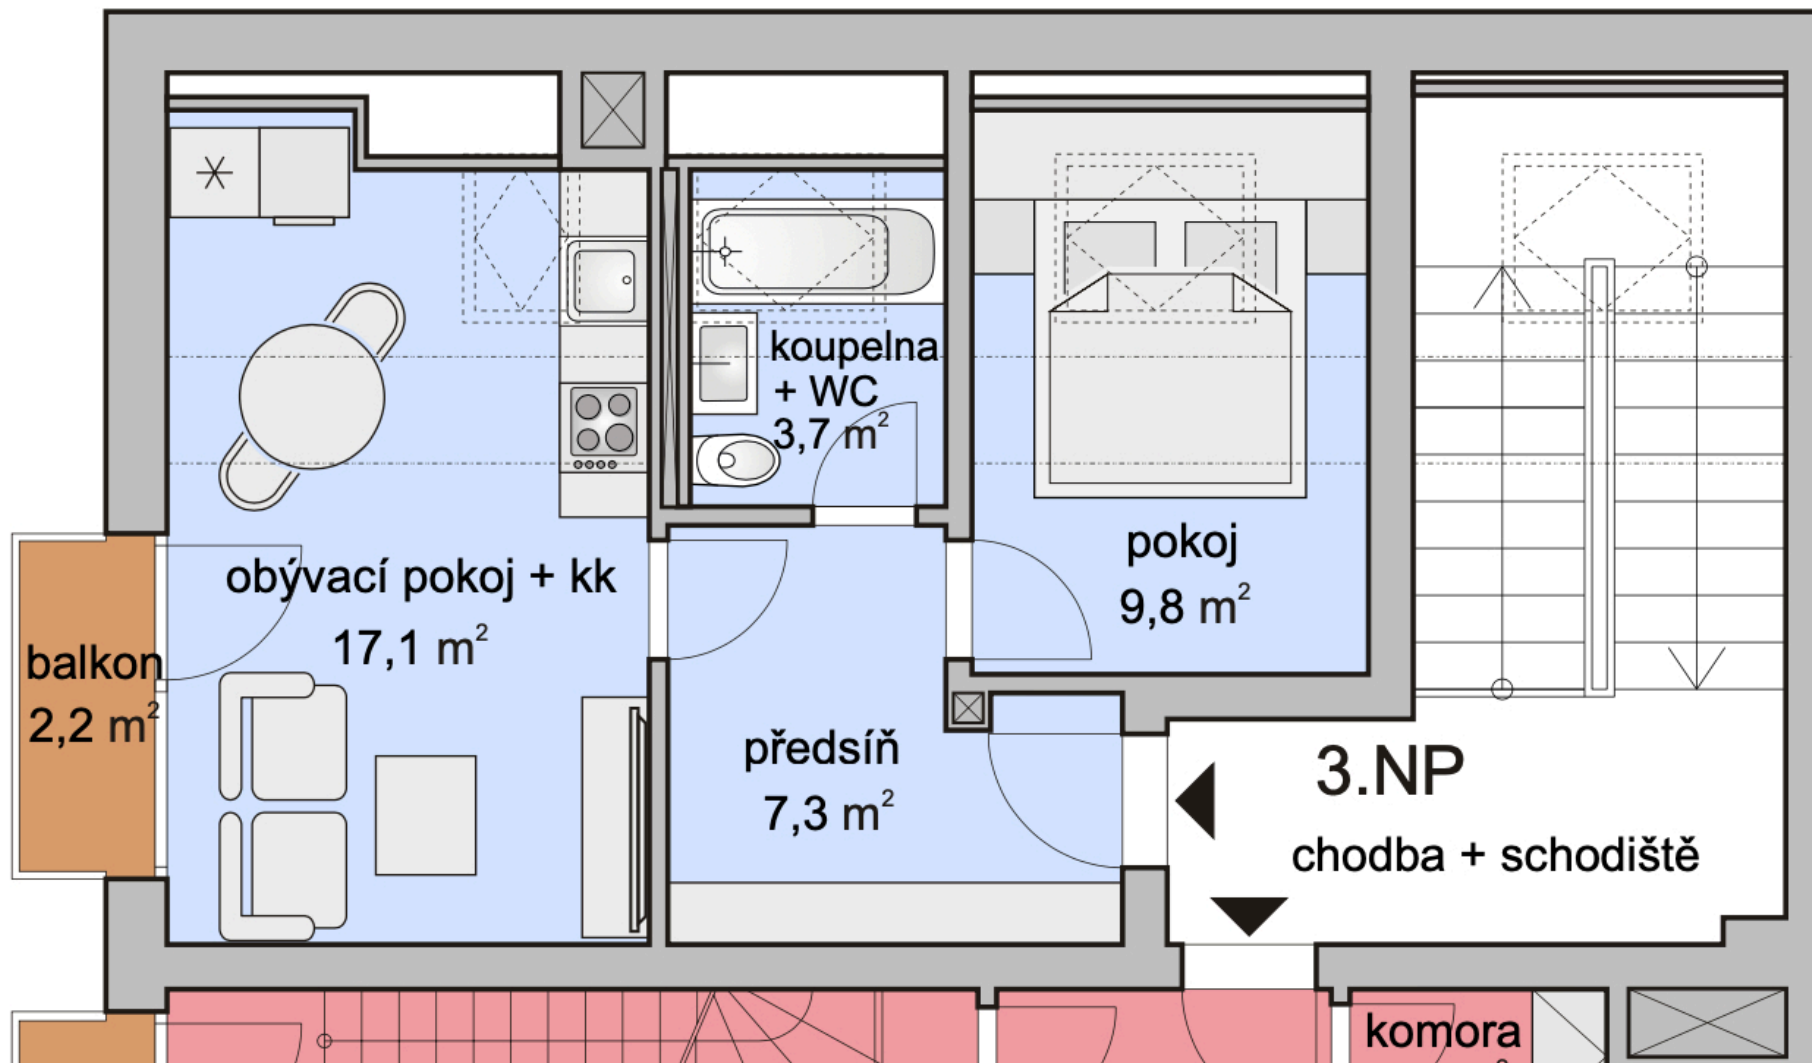 koupelna
+ WC
3,7 m²
pokoj
9,8 m²
obývací pokoj + kk
17,1 m²
balkon
2,2 m²
předsíň
7,3 m²
3.NP
chodba + schodiště
komora